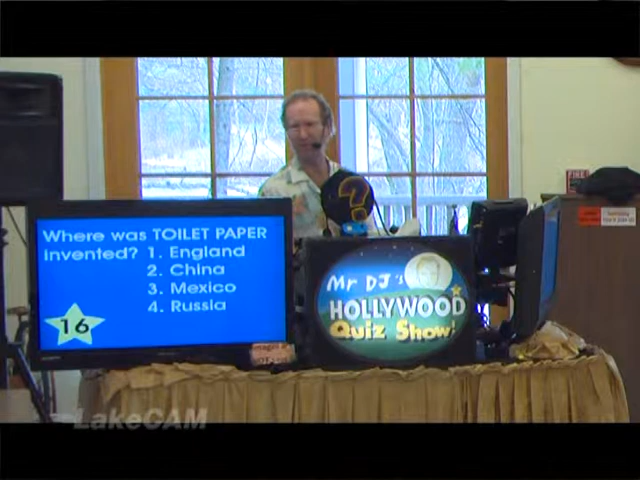 Where was TOILET PAPER
invented? 1. England
2. China
3. Mexico
4. Russia
16
Mr DJ's
HOLLYWOOD
Quiz Show!
?
FIRE
LakeCAM